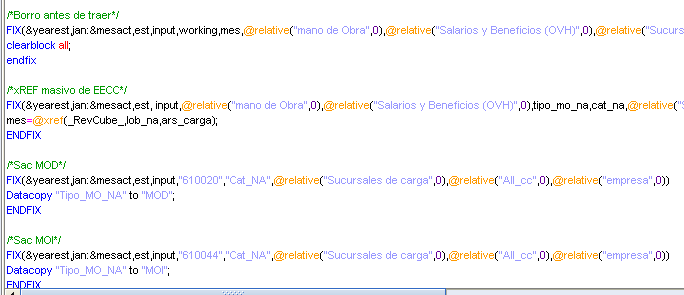 /*Borro antes de traer*/
FIX(&yearest,jan:&mesact,est,input,working,mes,@relative("mano de Obra",0),@relative("Salarios y Beneficios (OVH)",0),@relative("Sucurs
clearblock all;
endfix
/*xREF masivo de EECC*/
FIX(&yearest,jan:&mesact,est, input,@relative("mano de Obra",0),@relative("Salarios y Beneficios (OVH)",0),tipo_mo_na,cat_na,@relative("S
mes=@xref(_RevCube_,lob_na,ars_carga);
ENDFIX
/*Sac MOD*/
FIX(&yearest,jan:&mesact,est,input,"610020","Cat_NA",@relative("Sucursales de carga",0),@relative("All_cc",0),@relative("empresa",0))
Datacopy "Tipo_MO_NA" to "MOD";
ENDFIX
/*Sac MOI*/
FIX(&yearest,jan:&mesact,est,input,"610044","Cat_NA",@relative("Sucursales de carga",0),@relative("All_cc",0),@relative("empresa",0))
Datacopy "Tipo_MO_NA" to "MOI";
ENDFIX